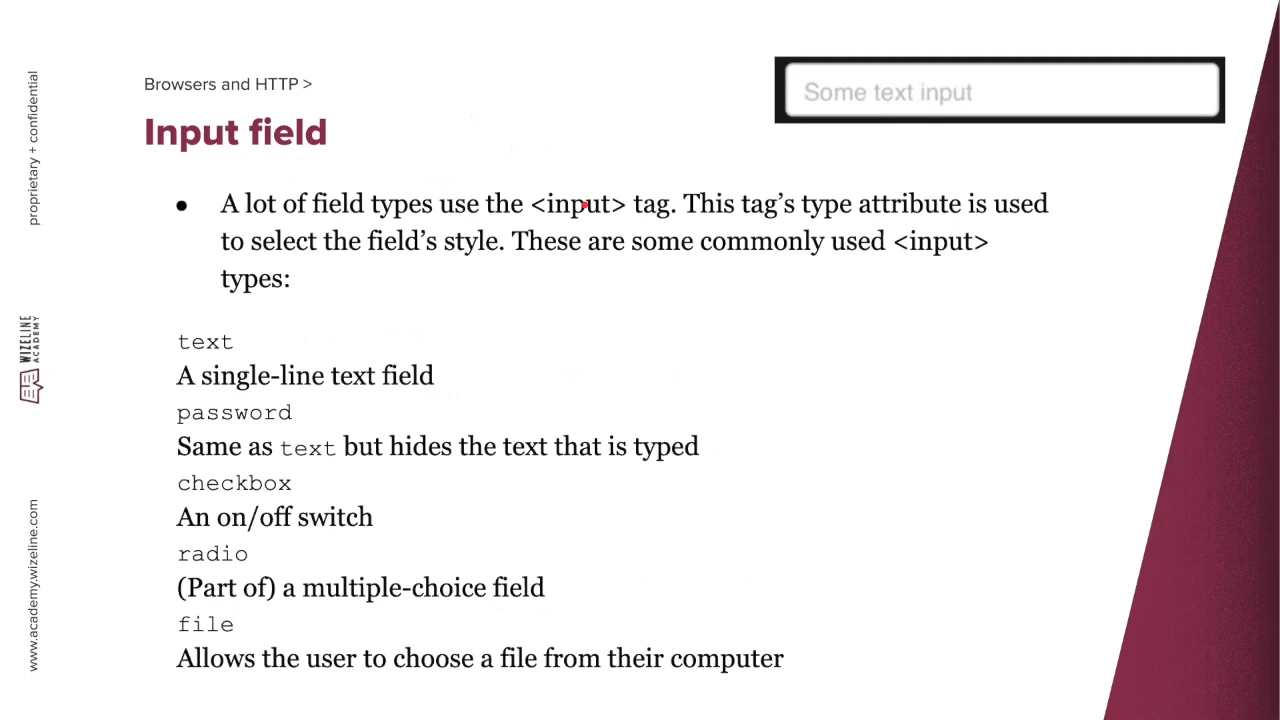 Browsers and HTTP >
Input field
Some text input
● A lot of field types use the <input> tag. This tag’s type attribute is used
to select the field’s style. These are some commonly used <input>
types:
text
A single-line text field
password
Same as text but hides the text that is typed
checkbox
An on/off switch
radio
(Part of) a multiple-choice field
file
Allows the user to choose a file from their computer
proprietary + confidential
WIZELINE
ACADEMY
www.academy.wizeline.com